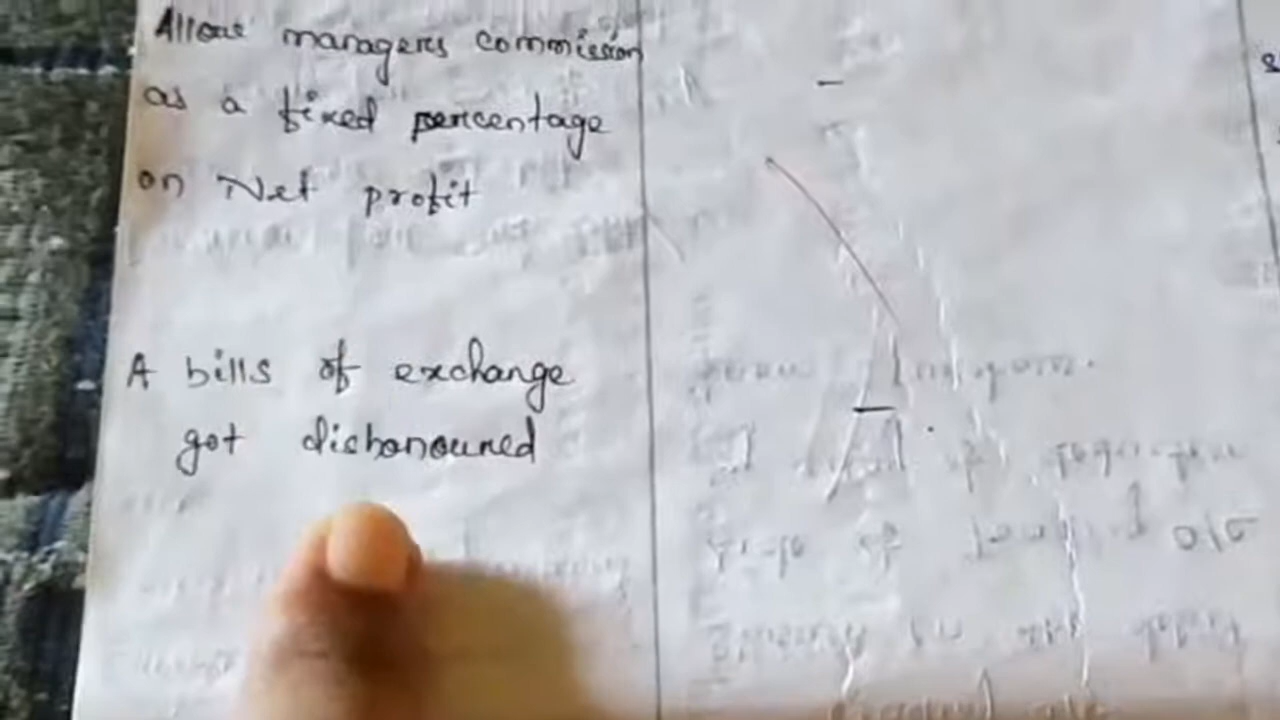 Allow managers commission
as a fixed percentage
on Net profit
-
A bills of exchange
got dishonoured
-